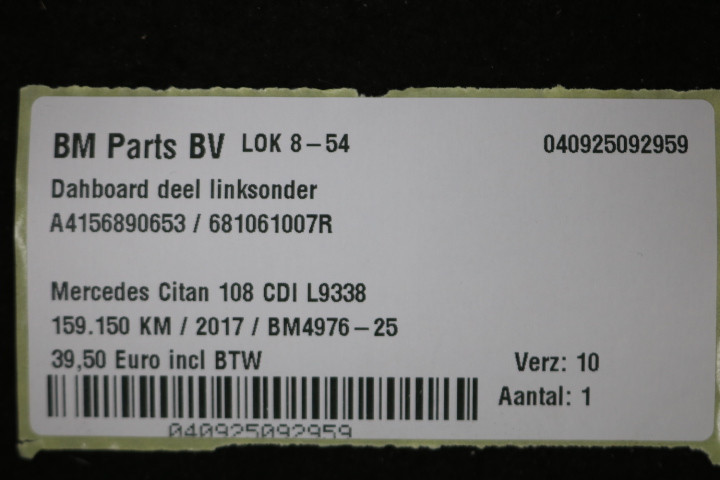 BM Parts BV LOK 8-54 040925092959
Dahboard deel linksonder
A4156890653 / 681061007R
Mercedes Citan 108 CDI L9338
159.150 KM / 2017 / BM4976-25
39,50 Euro incl BTW Verz: 10
Aantal: 1
040925092959